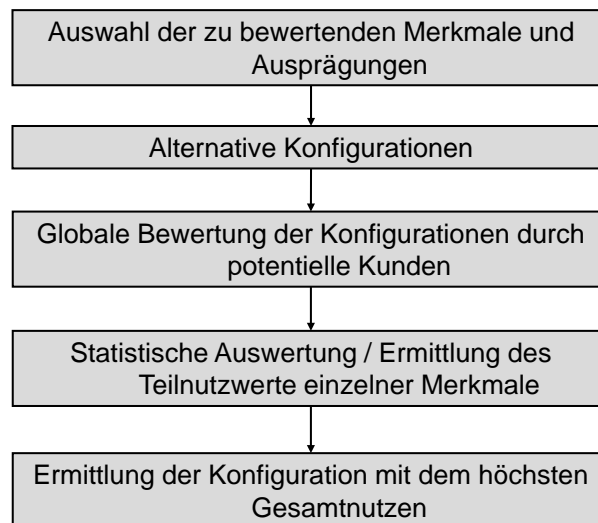 Auswahl der zu bewertenden Merkmale und
Ausprägungen
Alternative Konfigurationen
Globale Bewertung der Konfigurationen durch
potentielle Kunden
Statistische Auswertung / Ermittlung des
Teilnutzwerte einzelner Merkmale
Ermittlung der Konfiguration mit dem höchsten
Gesamtnutzen